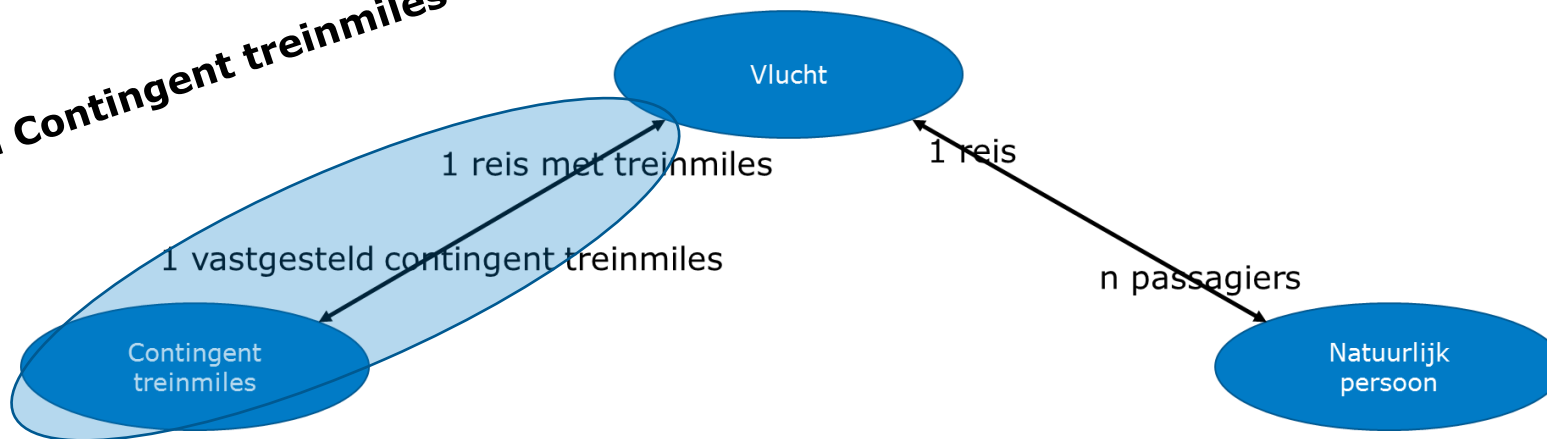 Contingent treinmiles
Vlucht
1 reis met treinmiles
1 reis
1 vastgesteld contingent treinmiles
n passagiers
Contingent
treinmiles
Natuurlijk
persoon